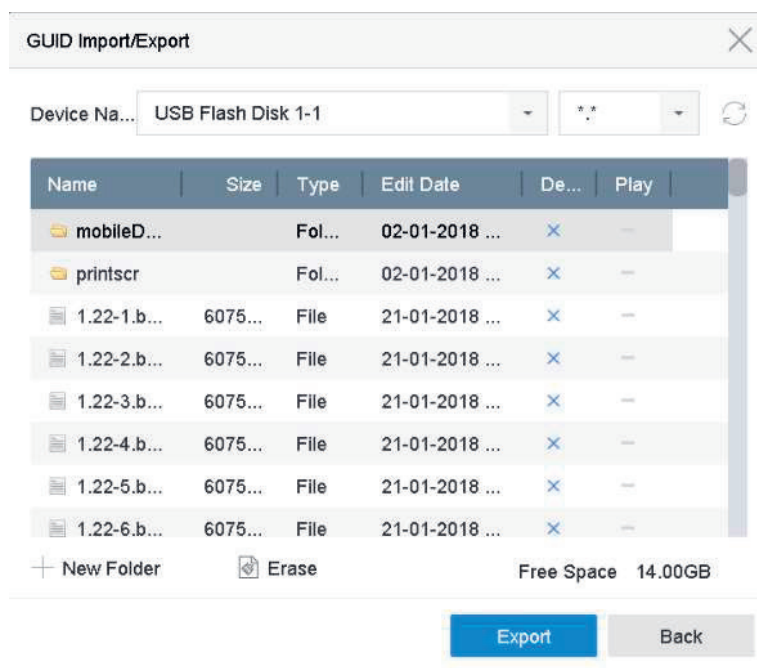 GUID Import/Export
Device Na... USB Flash Disk 1-1 *.*
Name Size Type Edit Date De... Play
mobileD... Fol... 02-01-2018 ...
printscr Fol... 02-01-2018 ...
1.22-1.b... 6075... File 21-01-2018 ...
1.22-2.b... 6075... File 21-01-2018 ...
1.22-3.b... 6075... File 21-01-2018 ...
1.22-4.b... 6075... File 21-01-2018 ...
1.22-5.b... 6075... File 21-01-2018 ...
1.22-6.b... 6075... File 21-01-2018 ...
New Folder Erase Free Space 14.00GB
Export Back